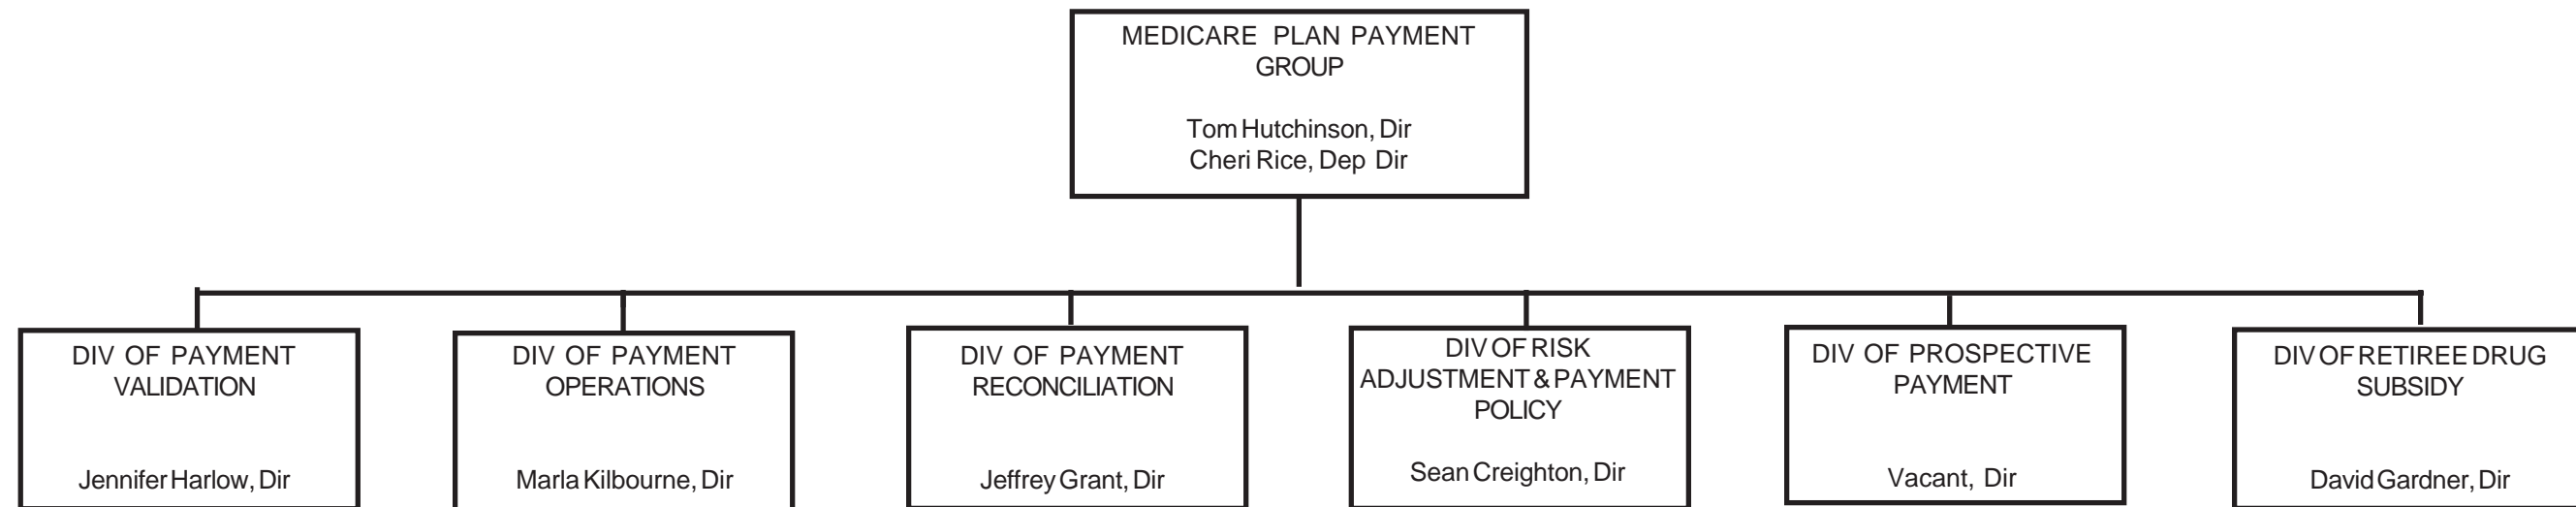 MEDICARE PLAN PAYMENT
GROUP
Tom Hutchinson, Dir
Cheri Rice, Dep Dir
DIV OF PAYMENT
VALIDATION
Jennifer Harlow, Dir
DIV OF PAYMENT
OPERATIONS
Marla Kilbourne, Dir
DIV OF PAYMENT
RECONCILIATION
Jeffrey Grant, Dir
DIV OF RISK
ADJUSTMENT & PAYMENT
POLICY
Sean Creighton, Dir
DIV OF PROSPECTIVE
PAYMENT
Vacant, Dir
DIV OF RETIREE DRUG
SUBSIDY
David Gardner, Dir